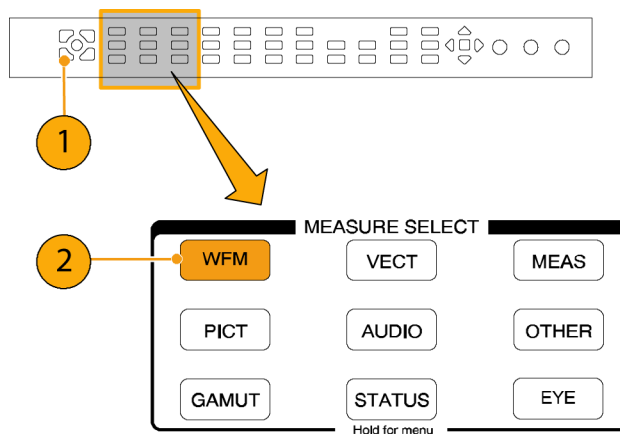 1
MEASURE SELECT
2
WFM VECT MEAS
PICT AUDIO OTHER
GAMUT STATUS EYE
Hold for menu